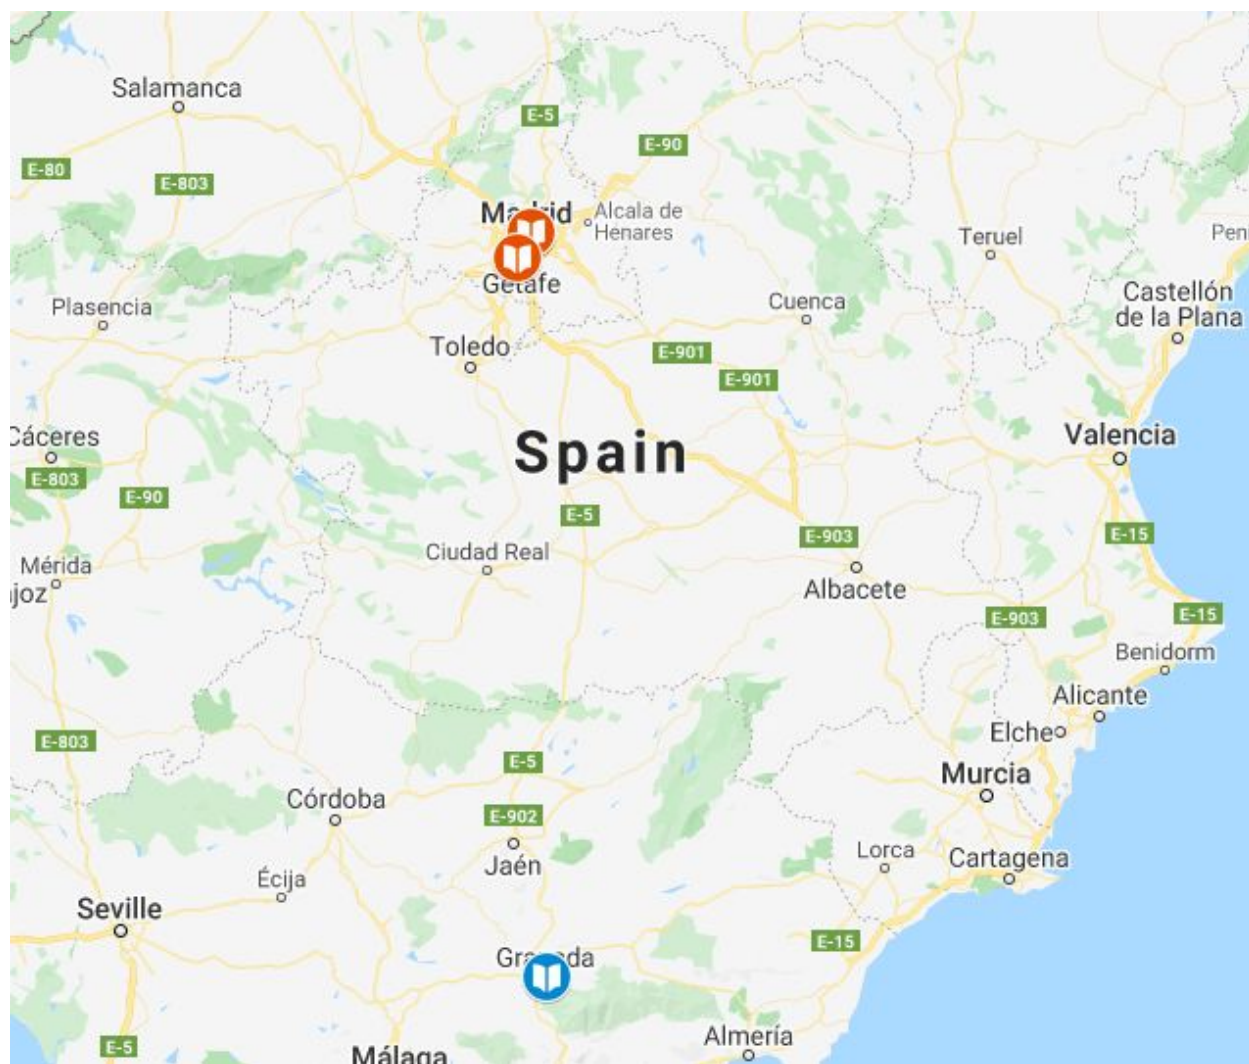 Salamanca
E-5
E-90
E-80
E-803
Madrid
Alcala de
Henares
Teruel
Getafe
Plasencia
Cuenca
Castellón
de la Plana
Toledo
E-901
E-901
Cáceres
Spain
Valencia
E-803
E-90
E-5
E-903
E-15
Ciudad Real
Mérida
Albacete
E-903
E-15
Benidorm
Alicante
Elche
E-803
E-5
Murcia
Córdoba
E-902
Jaén
Lorca
Cartagena
Écija
Seville
E-15
Granada
Almería
E-5
Málaga